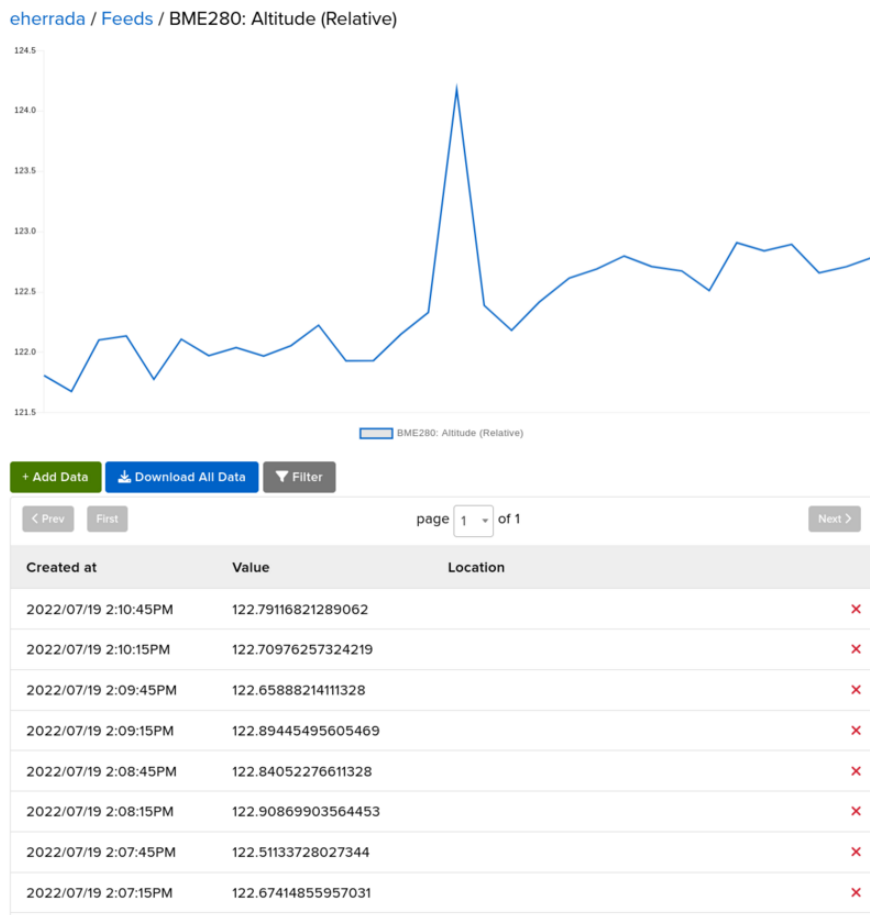 eherrada / Feeds / BME280: Altitude (Relative)
124.5
124.0
123.5
123.0
122.5
122.0
121.5
BME280: Altitude (Relative)
+ Add Data Download All Data Filter
< Prev First page 1 of 1 Next >
Created at Value Location
2022/07/19 2:10:45PM 122.79116821289062
2022/07/19 2:10:15PM 122.70976257324219
2022/07/19 2:09:45PM 122.65888214111328
2022/07/19 2:09:15PM 122.89445495605469
2022/07/19 2:08:45PM 122.84052276611328
2022/07/19 2:08:15PM 122.90869903564453
2022/07/19 2:07:45PM 122.51133728027344
2022/07/19 2:07:15PM 122.67414855957031